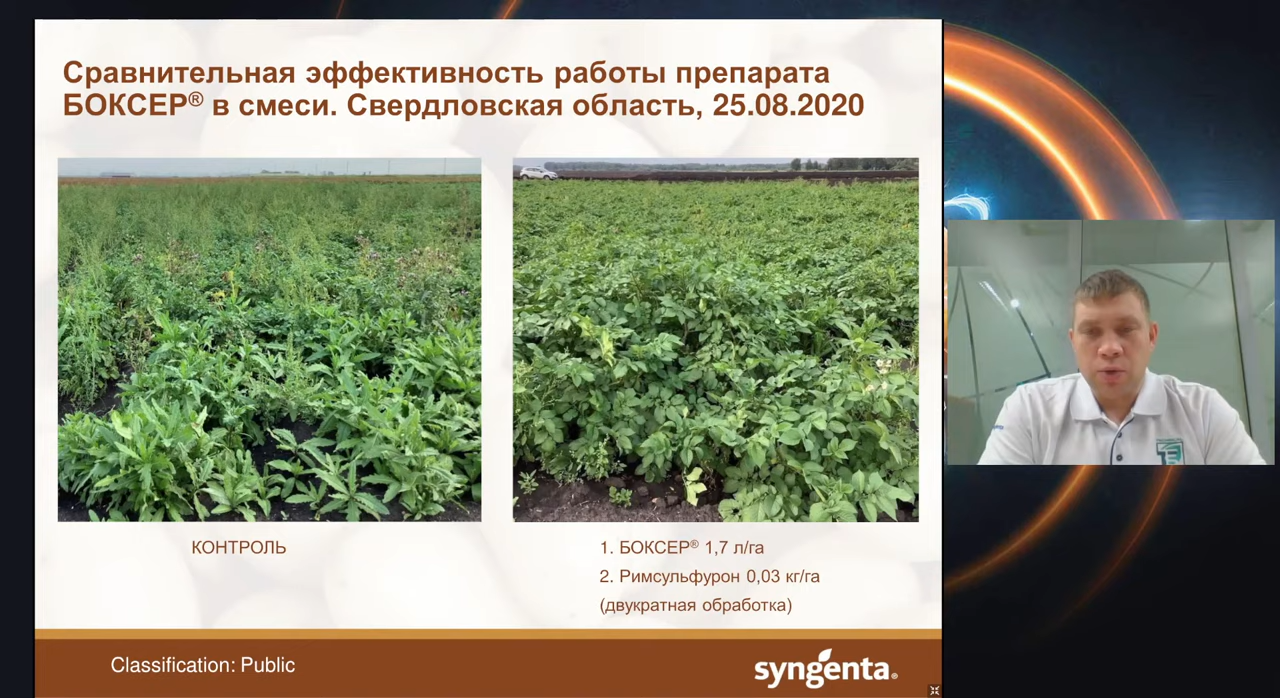 Сравнительная эффективность работы препарата
БОКСЕР® в смеси. Свердловская область, 25.08.2020
КОНТРОЛЬ
1. БОКСЕР® 1,7 л/га
2. Римсульфурон 0,03 кг/га
(двукратная обработка)
Classification: Public
syngenta®